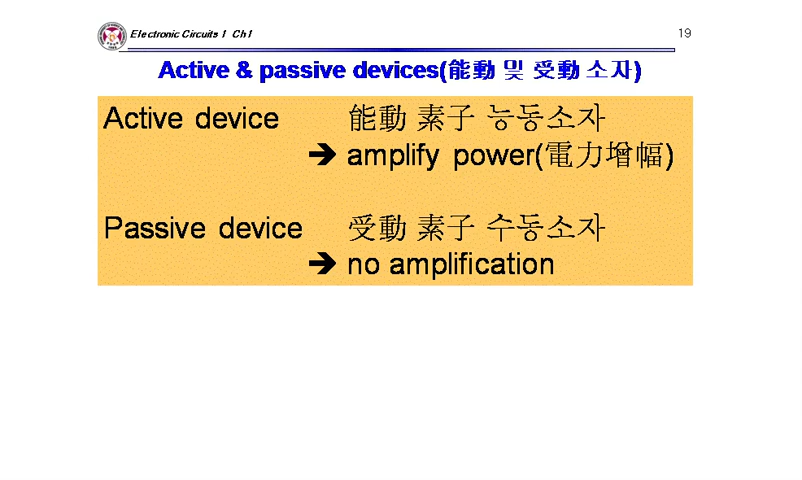 Electronic Circuits 1 Ch1
19
Active & passive devices(能動 및 受動 소자)
Active device 能動 素子 능동소자
➔ amplify power(電力增幅)
Passive device 受動 素子 수동소자
➔ no amplification